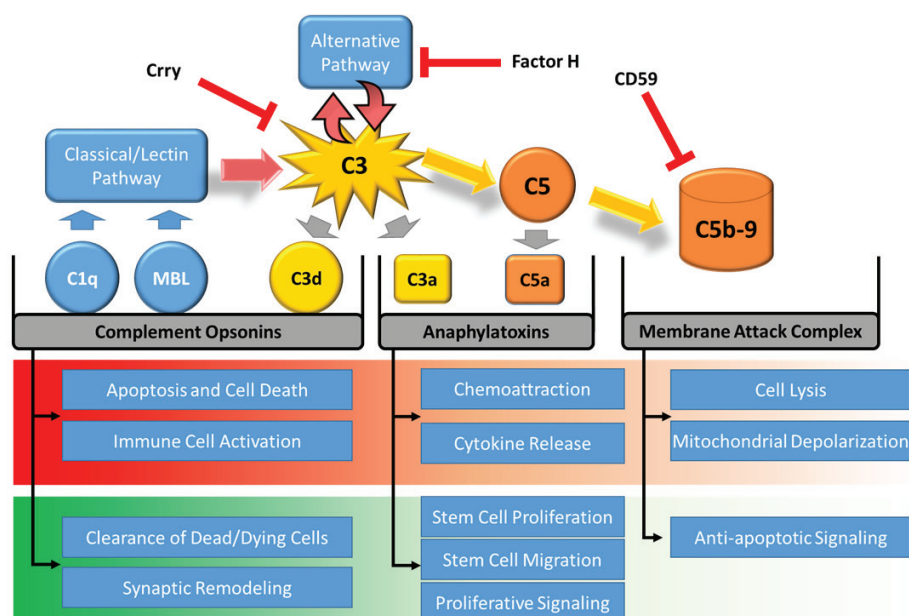 Alternative
Pathway
Crry
Factor H
CD59
Classical/Lectin
Pathway
C3
C5
C5b-9
C1q
MBL
C3d
C3a
C5a
Complement Opsonins
Anaphylatoxins
Membrane Attack Complex
Apoptosis and Cell Death
Chemoattraction
Cell Lysis
Immune Cell Activation
Cytokine Release
Mitochondrial Depolarization
Stem Cell Proliferation
Clearance of Dead/Dying Cells
Stem Cell Migration
Anti-apoptotic Signaling
Synaptic Remodeling
Proliferative Signaling